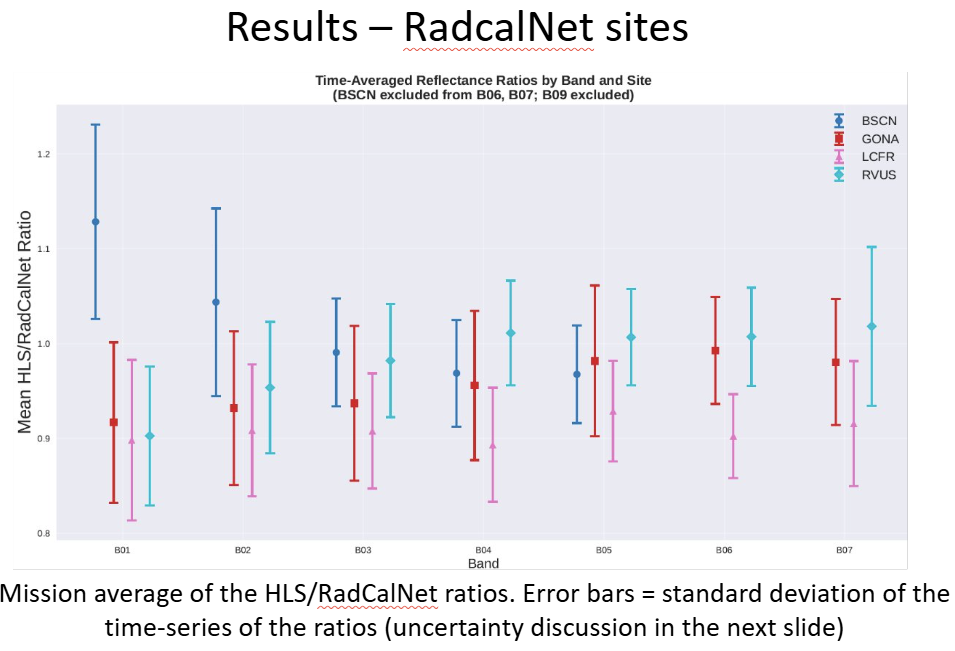 Results – RadcalNet sites
Time-Averaged Reflectance Ratios by Band and Site
(BSCN excluded from B06, B07; B09 excluded)
BSCN
GONA
LCFR
RVUS
Mean HLS/RadCalNet Ratio
1.2
1.1
1.0
0.9
0.8
B01 B02 B03 B04 B05 B06 B07
Band
Mission average of the HLS/RadCalNet ratios. Error bars = standard deviation of the
time-series of the ratios (uncertainty discussion in the next slide)